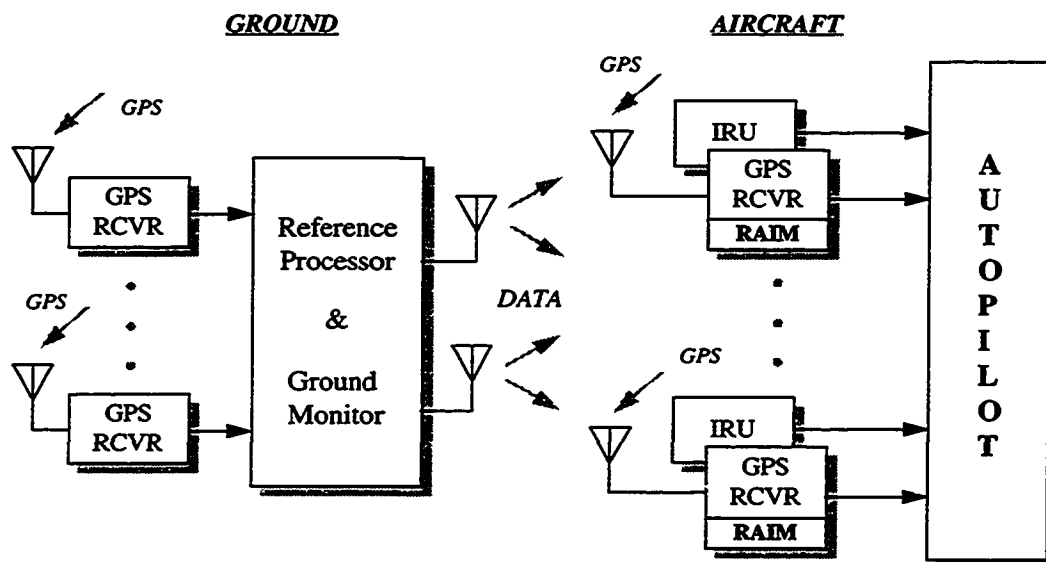 GROUND
AIRCRAFT
GPS
GPS
RCVR
GPS
GPS
RCVR
Reference
Processor
&
Ground
Monitor
DATA
GPS
IRU
GPS
RCVR
RAIM
GPS
IRU
GPS
RCVR
RAIM
A
U
T
O
P
I
L
O
T